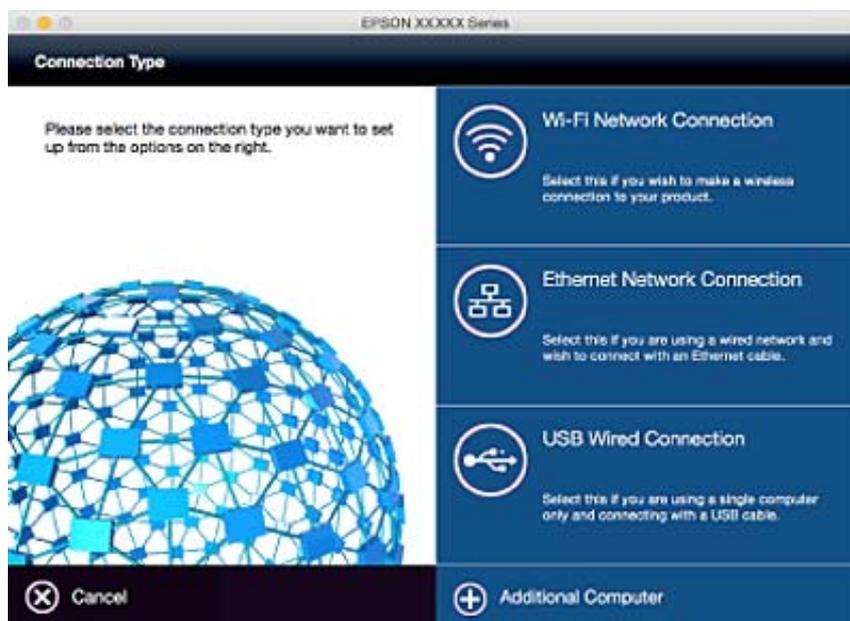 EPSON XXXXX Series
Connection Type
Please select the connection type you want to set
up from the options on the right.
Wi-Fi Network Connection
Select this if you wish to make a wireless
connection to your product.
Ethernet Network Connection
Select this if you are using a wired network and
wish to connect with an Ethernet cable.
USB Wired Connection
Select this if you are using a single computer
only and connecting with a USB cable.
Cancel
Additional Computer